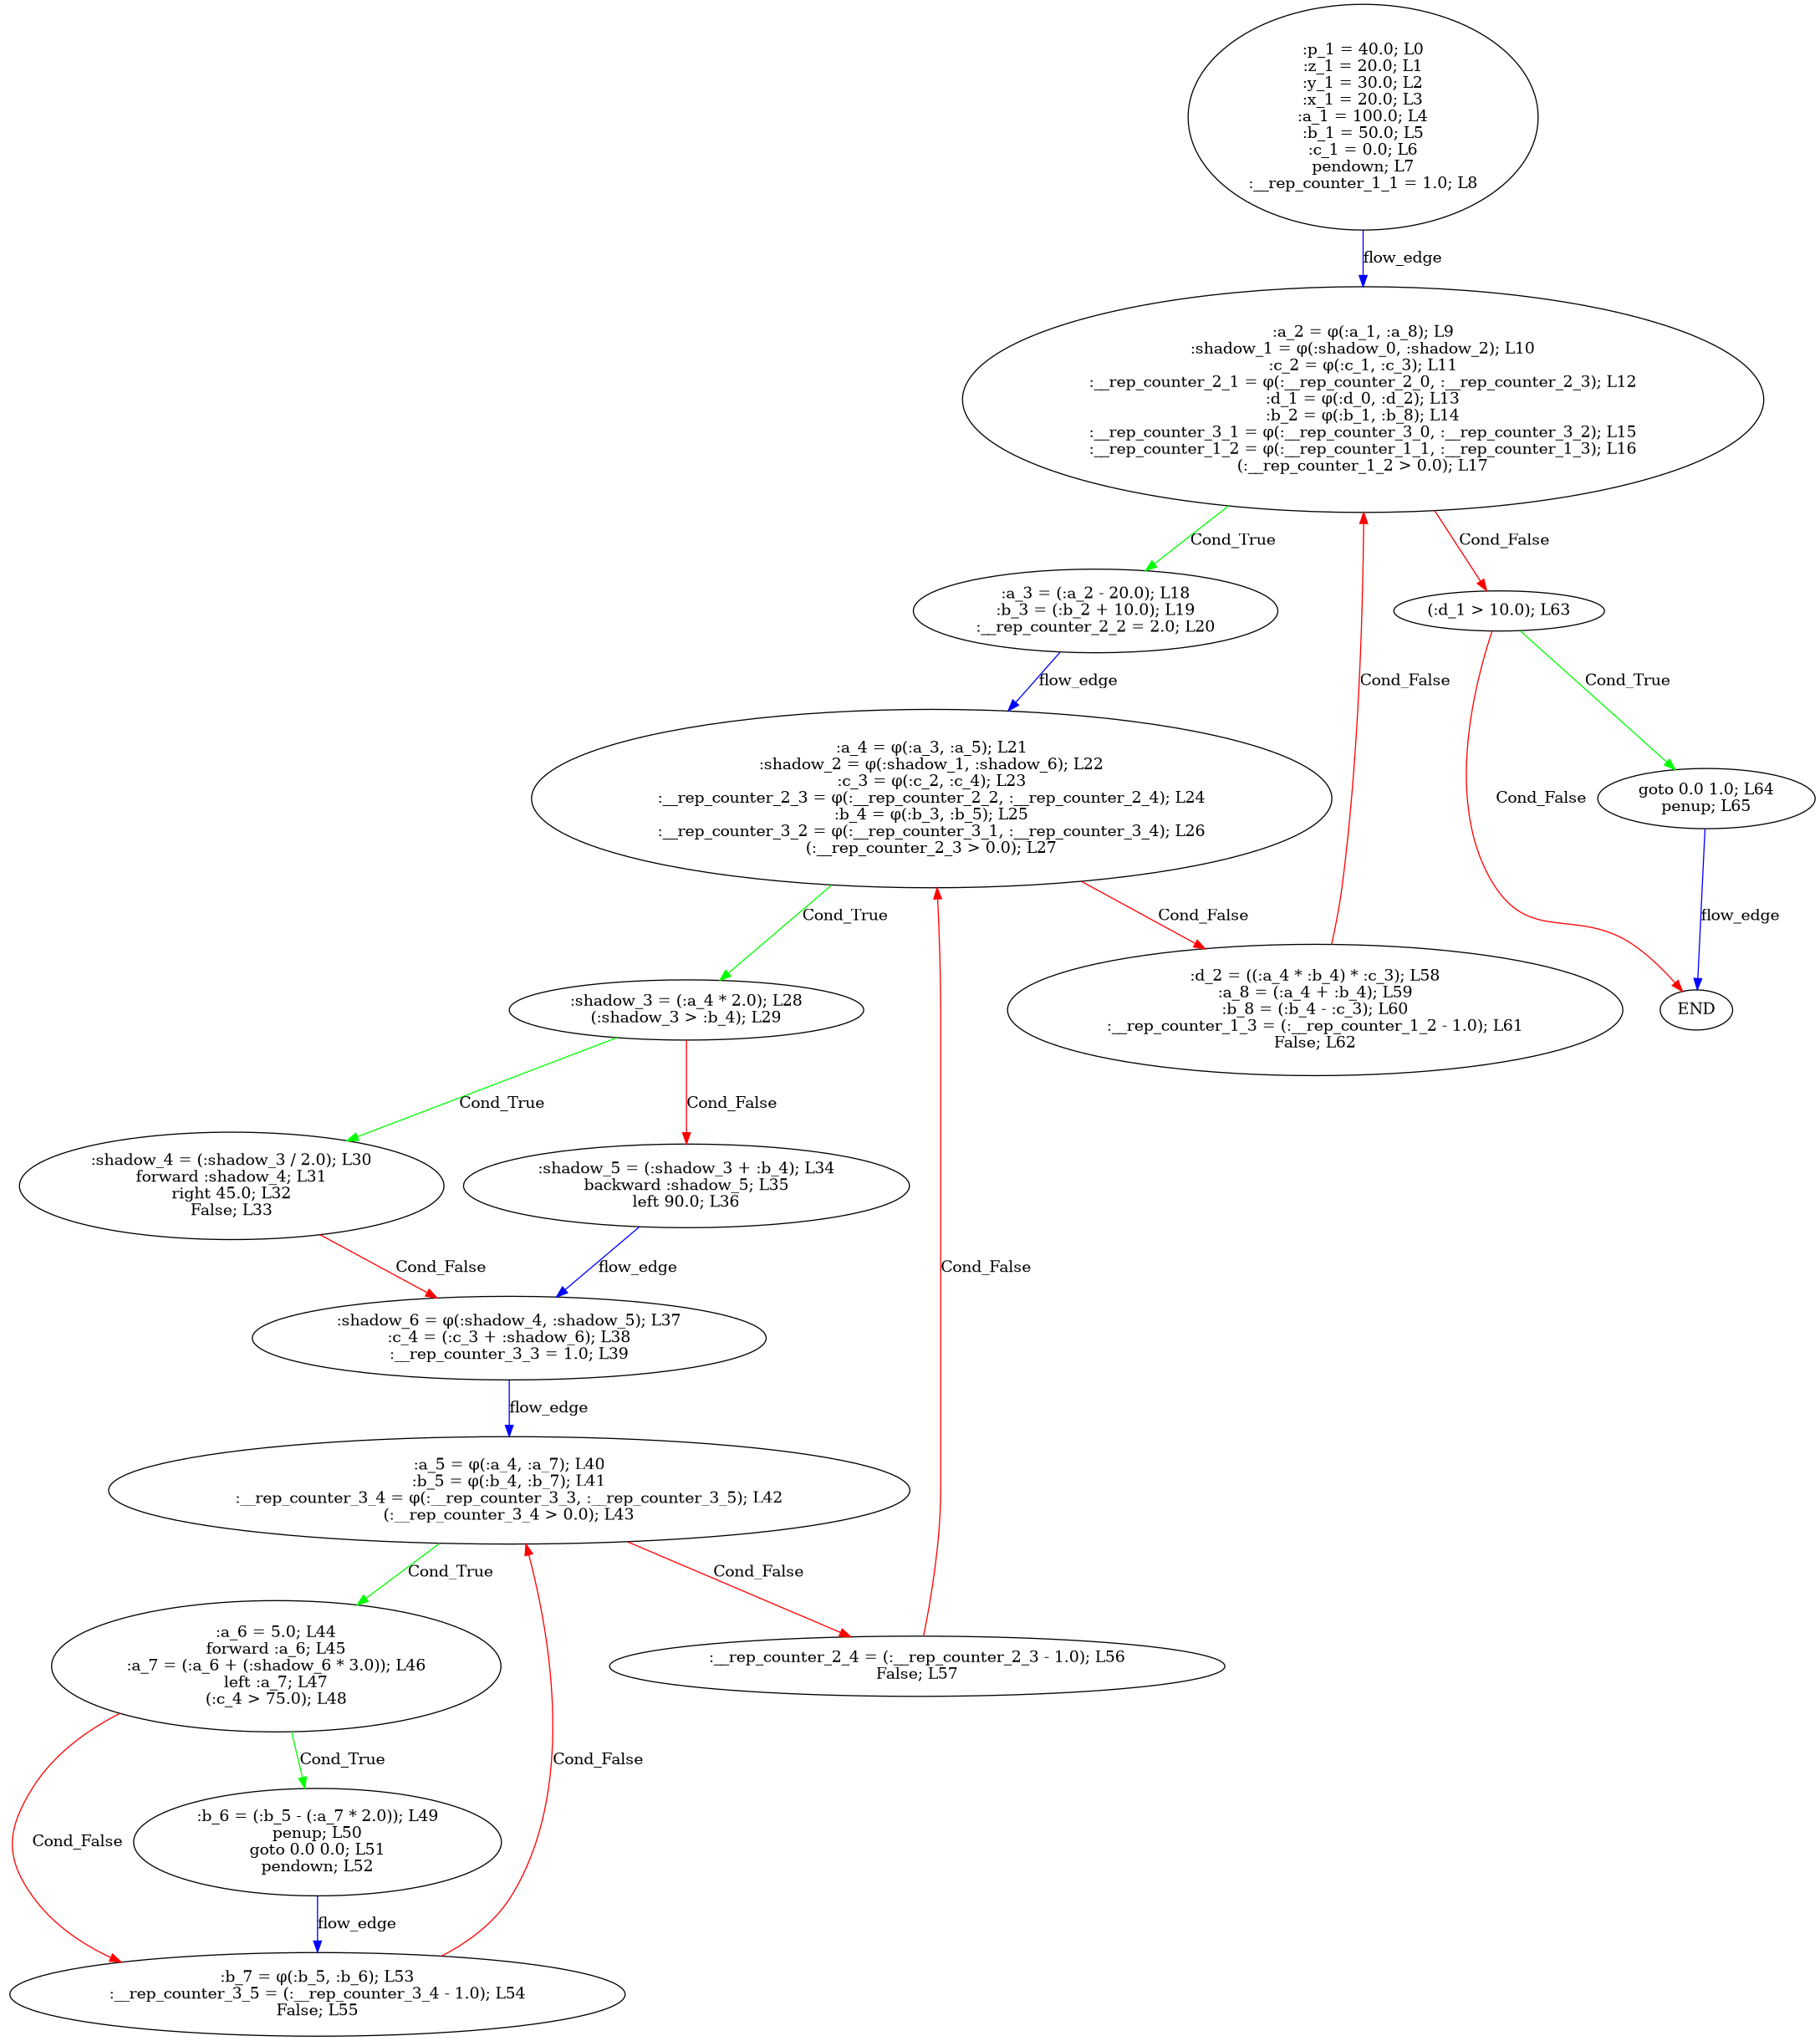 :p_1 = 40.0; L0
:z_1 = 20.0; L1
:y_1 = 30.0; L2
:x_1 = 20.0; L3
:a_1 = 100.0; L4
:b_1 = 50.0; L5
:c_1 = 0.0; L6
pendown; L7
:__rep_counter_1_1 = 1.0; L8
flow_edge
:a_2 = φ(:a_1, :a_8); L9
:shadow_1 = φ(:shadow_0, :shadow_2); L10
:c_2 = φ(:c_1, :c_3); L11
:__rep_counter_2_1 = φ(:__rep_counter_2_0, :__rep_counter_2_3); L12
:d_1 = φ(:d_0, :d_2); L13
:b_2 = φ(:b_1, :b_8); L14
:__rep_counter_3_1 = φ(:__rep_counter_3_0, :__rep_counter_3_2); L15
:__rep_counter_1_2 = φ(:__rep_counter_1_1, :__rep_counter_1_3); L16
(:__rep_counter_1_2 > 0.0); L17
Cond_True
Cond_False
:a_3 = (:a_2 - 20.0); L18
:b_3 = (:b_2 + 10.0); L19
:__rep_counter_2_2 = 2.0; L20
(:d_1 > 10.0); L63
flow_edge
Cond_False
Cond_True
:a_4 = φ(:a_3, :a_5); L21
:shadow_2 = φ(:shadow_1, :shadow_6); L22
:c_3 = φ(:c_2, :c_4); L23
:__rep_counter_2_3 = φ(:__rep_counter_2_2, :__rep_counter_2_4); L24
:b_4 = φ(:b_3, :b_5); L25
:__rep_counter_3_2 = φ(:__rep_counter_3_1, :__rep_counter_3_4); L26
(:__rep_counter_2_3 > 0.0); L27
Cond_False
goto 0.0 1.0; L64
penup; L65
Cond_True
Cond_False
flow_edge
:shadow_3 = (:a_4 * 2.0); L28
(:shadow_3 > :b_4); L29
:d_2 = ((:a_4 * :b_4) * :c_3); L58
:a_8 = (:a_4 + :b_4); L59
:b_8 = (:b_4 - :c_3); L60
:__rep_counter_1_3 = (:__rep_counter_1_2 - 1.0); L61
False; L62
END
Cond_True
Cond_False
:shadow_4 = (:shadow_3 / 2.0); L30
forward :shadow_4; L31
right 45.0; L32
False; L33
:shadow_5 = (:shadow_3 + :b_4); L34
backward :shadow_5; L35
left 90.0; L36
Cond_False
flow_edge
Cond_False
:shadow_6 = φ(:shadow_4, :shadow_5); L37
:c_4 = (:c_3 + :shadow_6); L38
:__rep_counter_3_3 = 1.0; L39
flow_edge
:a_5 = φ(:a_4, :a_7); L40
:b_5 = φ(:b_4, :b_7); L41
:__rep_counter_3_4 = φ(:__rep_counter_3_3, :__rep_counter_3_5); L42
(:__rep_counter_3_4 > 0.0); L43
Cond_True
Cond_False
:a_6 = 5.0; L44
forward :a_6; L45
:a_7 = (:a_6 + (:shadow_6 * 3.0)); L46
left :a_7; L47
(:c_4 > 75.0); L48
:__rep_counter_2_4 = (:__rep_counter_2_3 - 1.0); L56
False; L57
Cond_True
Cond_False
Cond_False
:b_6 = (:b_5 - (:a_7 * 2.0)); L49
penup; L50
goto 0.0 0.0; L51
pendown; L52
flow_edge
:b_7 = φ(:b_5, :b_6); L53
:__rep_counter_3_5 = (:__rep_counter_3_4 - 1.0); L54
False; L55